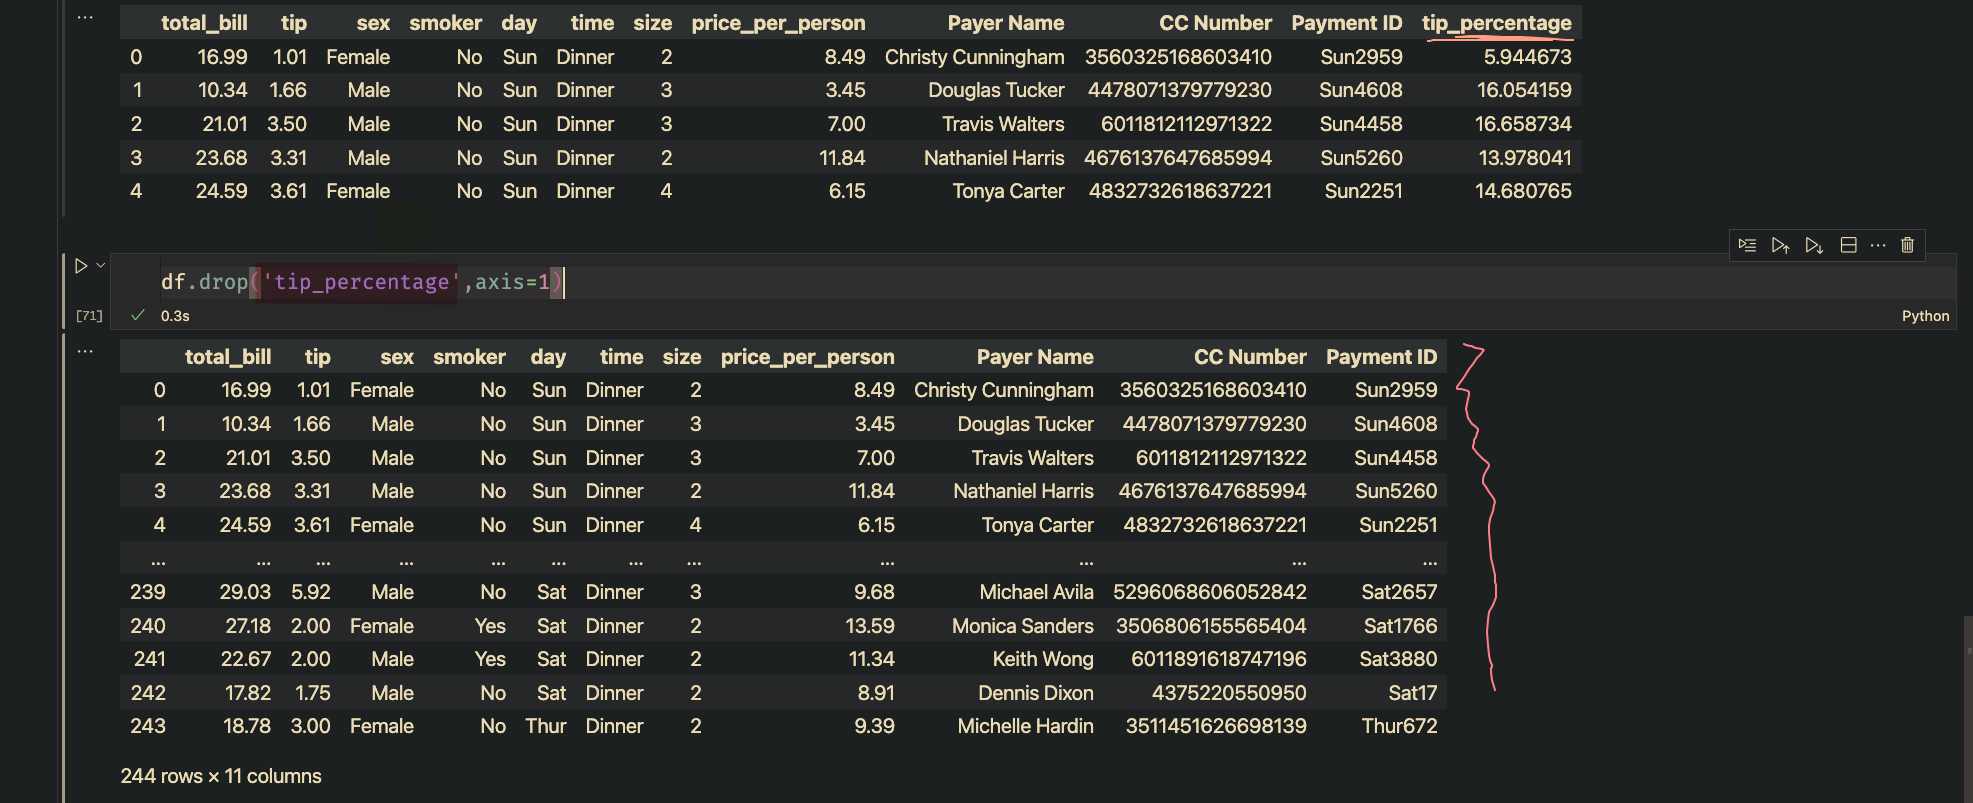 ... total_bill tip sex smoker day time size price_per_person Payer Name CC Number Payment ID tip_percentage
0 16.99 1.01 Female No Sun Dinner 2 8.49 Christy Cunningham 3560325168603410 Sun2959 5.944673
1 10.34 1.66 Male No Sun Dinner 3 3.45 Douglas Tucker 4478071379779230 Sun4608 16.054159
2 21.01 3.50 Male No Sun Dinner 3 7.00 Travis Walters 6011812112971322 Sun4458 16.658734
3 23.68 3.31 Male No Sun Dinner 2 11.84 Nathaniel Harris 4676137647685994 Sun5260 13.978041
4 24.59 3.61 Female No Sun Dinner 4 6.15 Tonya Carter 4832732618637221 Sun2251 14.680765
df.drop('tip_percentage',axis=1)
[71] 0.3s Python
... total_bill tip sex smoker day time size price_per_person Payer Name CC Number Payment ID
0 16.99 1.01 Female No Sun Dinner 2 8.49 Christy Cunningham 3560325168603410 Sun2959
1 10.34 1.66 Male No Sun Dinner 3 3.45 Douglas Tucker 4478071379779230 Sun4608
2 21.01 3.50 Male No Sun Dinner 3 7.00 Travis Walters 6011812112971322 Sun4458
3 23.68 3.31 Male No Sun Dinner 2 11.84 Nathaniel Harris 4676137647685994 Sun5260
4 24.59 3.61 Female No Sun Dinner 4 6.15 Tonya Carter 4832732618637221 Sun2251
... ... ... ... ... ... ... ... ... ... ... ...
239 29.03 5.92 Male No Sat Dinner 3 9.68 Michael Avila 5296068606052842 Sat2657
240 27.18 2.00 Female Yes Sat Dinner 2 13.59 Monica Sanders 3506806155565404 Sat1766
241 22.67 2.00 Male Yes Sat Dinner 2 11.34 Keith Wong 6011891618747196 Sat3880
242 17.82 1.75 Male No Sat Dinner 2 8.91 Dennis Dixon 4375220550950 Sat17
243 18.78 3.00 Female No Thur Dinner 2 9.39 Michelle Hardin 3511451626698139 Thur672
244 rows × 11 columns